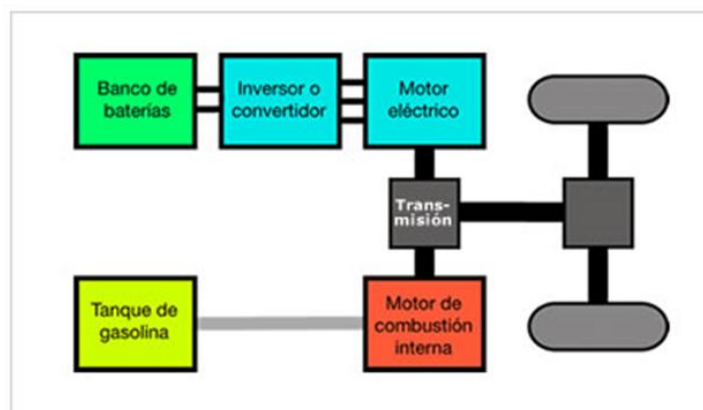 Banco de
baterías
Inversor o
convertidor
Motor
eléctrico
Trans-
misión
Tanque de
gasolina
Motor de
combustión
interna